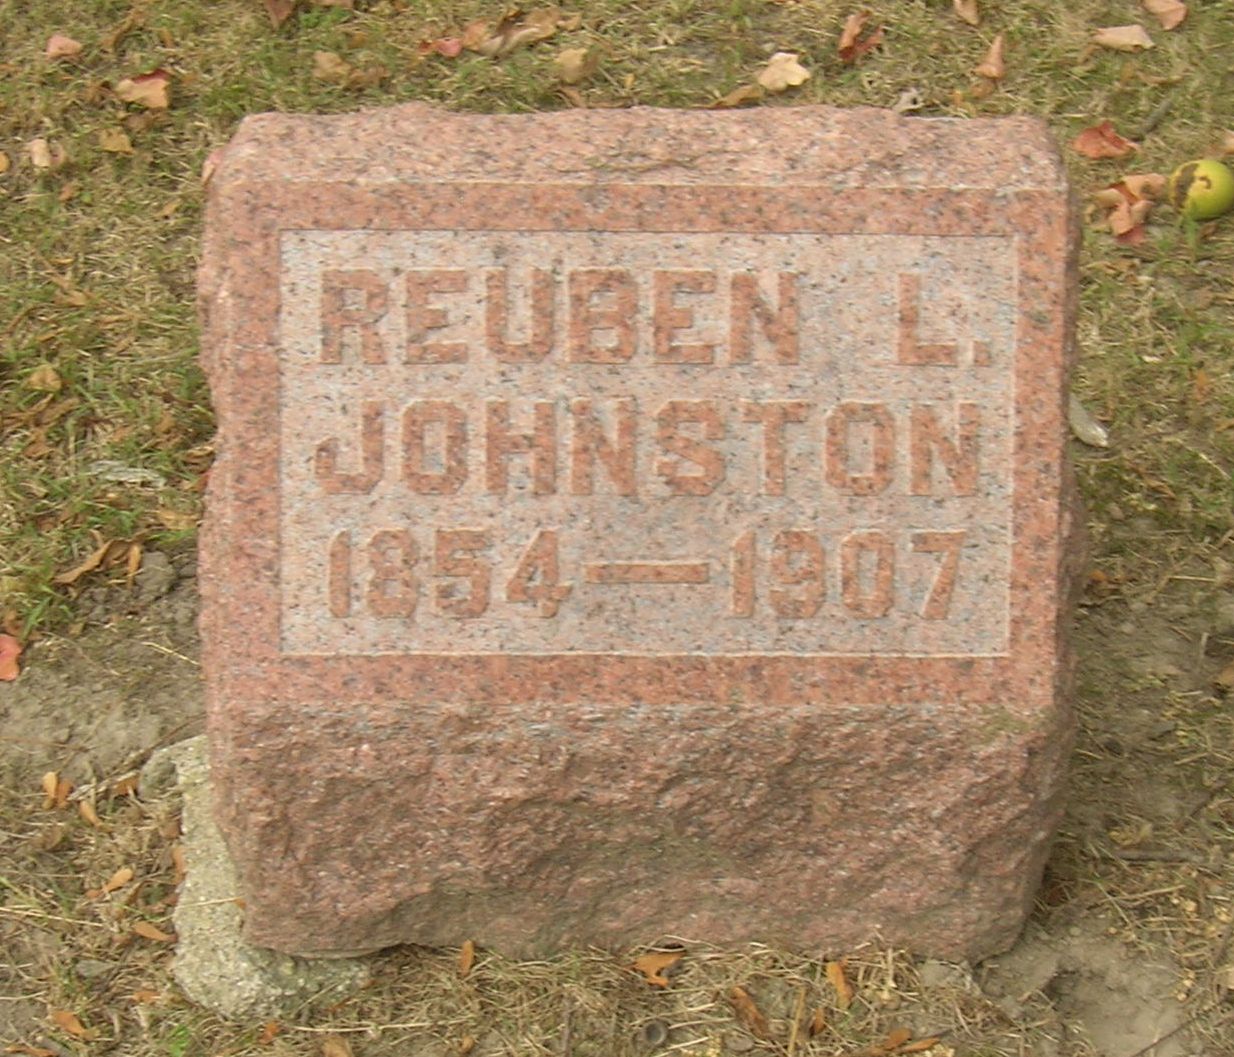 REUBEN L.
JOHNSTON
1854–1907